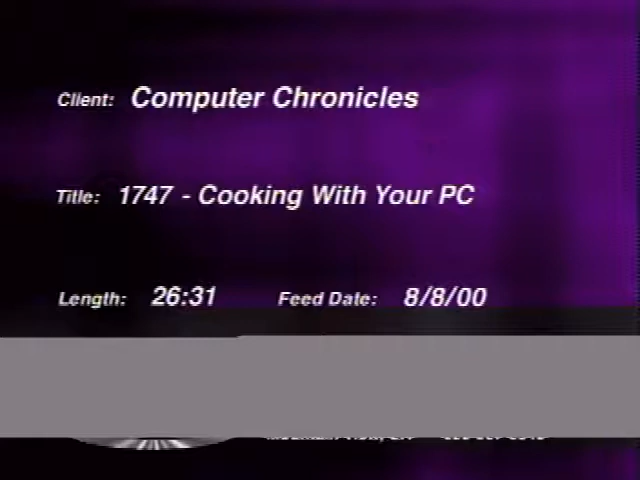 Client: Computer Chronicles
Title: 1747 - Cooking With Your PC
Length: 26:31 Feed Date: 8/8/00